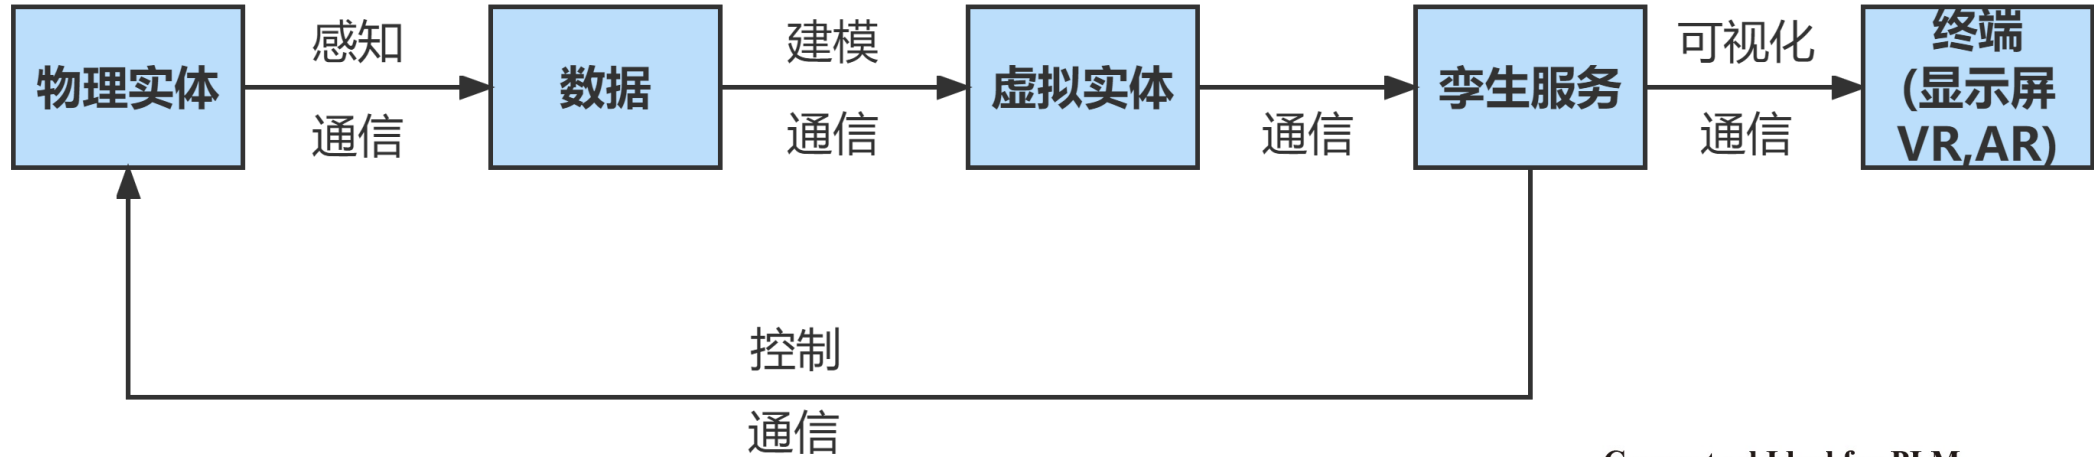 物理实体
感知
通信
数据
建模
通信
虚拟实体
通信
孪生服务
可视化
通信
终端
(显示屏
VR,AR)
控制
通信
for PLM